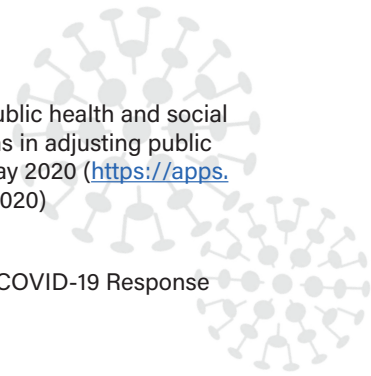 ublic health and social
s in adjusting public
ay 2020 (https://apps.
020)
COVID-19 Response